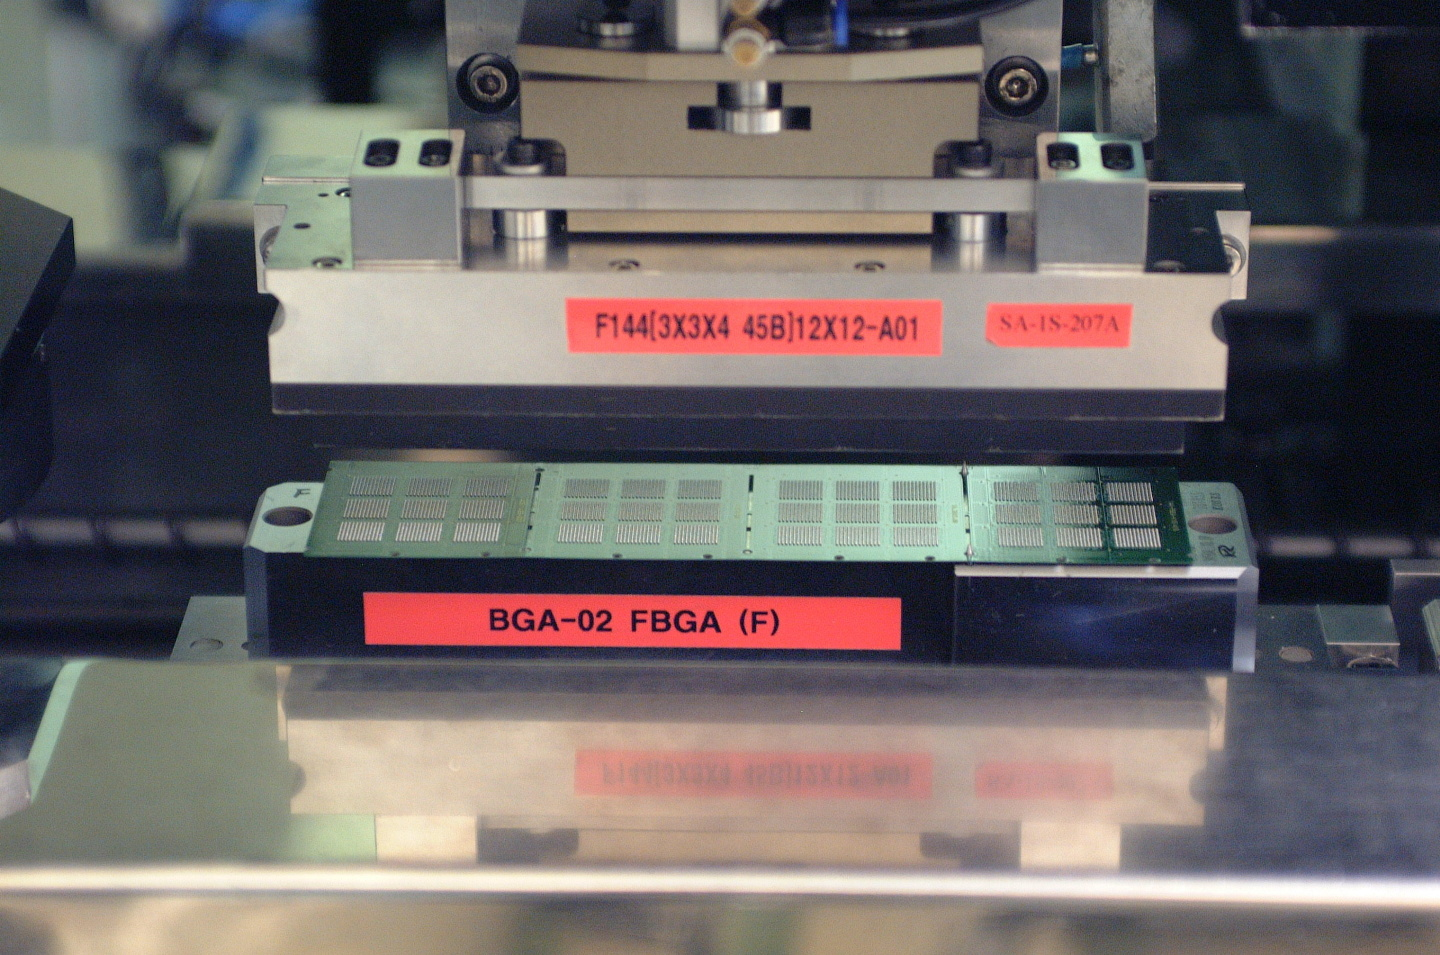 F144[3X3X4 45B]12X12-A01
SA-1S-207A
BGA-02 FBGA (F)